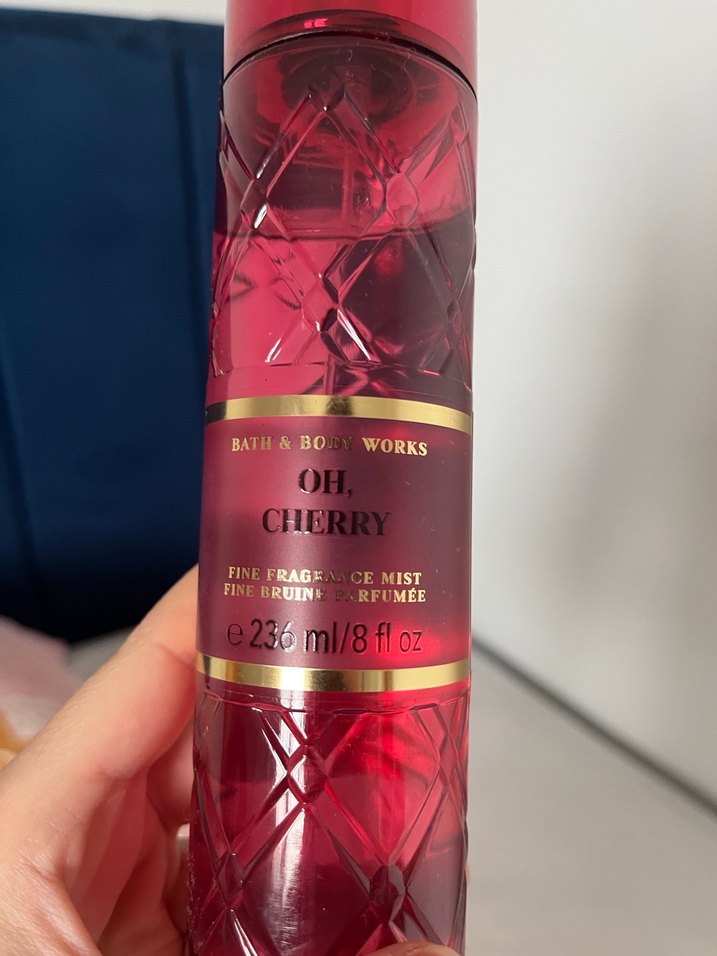 BATH & BODY WORKS
OH,
CHERRY
FINE FRAGRANCE MIST
FINE BRUINE PARFUMÉE
e 236 ml/8 fl oz